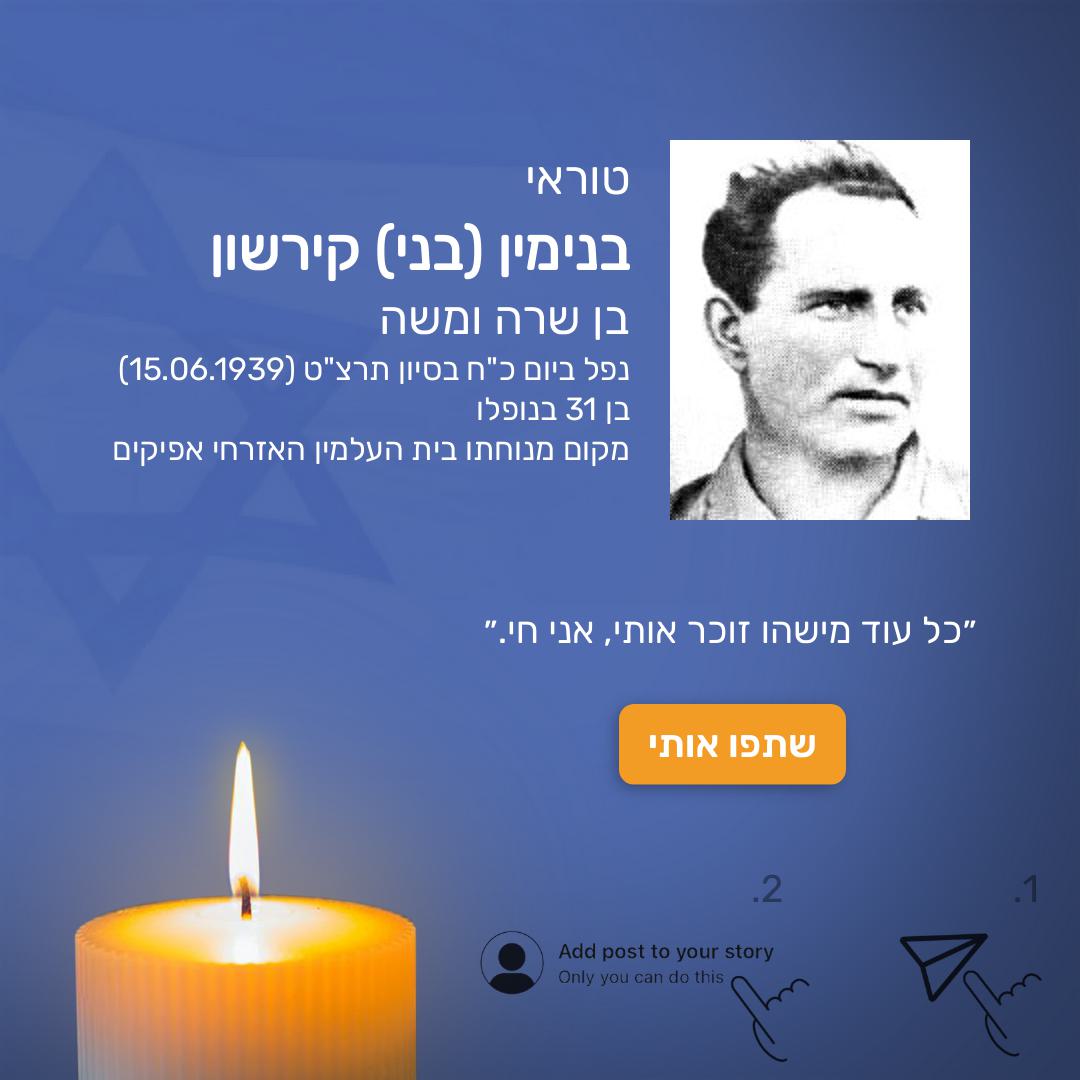 טוראי
בנימין (בני) קירשון
בן שרה ומשה
נפל ביום כ"ח בסיון תרצ"ט (15.06.1939)
בן 31 בנופלו
מקום מנוחתו בית העלמין האזרחי אפיקים
״כל עוד מישהו זוכר אותי, אני חי.״
שתפו אותי
.1
.2
Add post to your story
Only you can do this